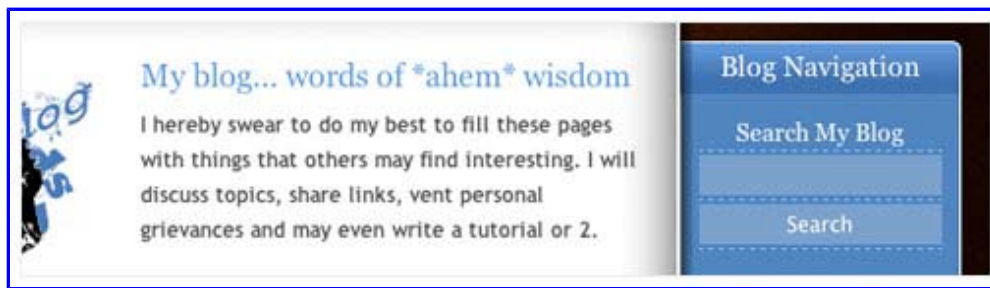 log
My blog... words of *ahem* wisdom
I hereby swear to do my best to fill these pages
with things that others may find interesting. I will
discuss topics, share links, vent personal
grievances and may even write a tutorial or 2.
Blog Navigation
Search My Blog
Search